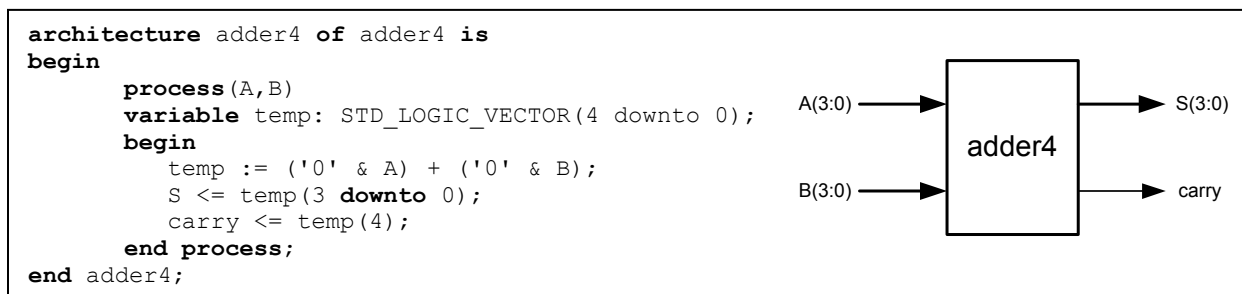 architecture adder4 of adder4 is
begin
process(A,B)
variable temp: STD_LOGIC_VECTOR(4 downto 0);
begin
temp := ('0' & A) + ('0' & B);
S <= temp(3 downto 0);
carry <= temp(4);
end process;
end adder4;
A(3:0)
B(3:0)
adder4
S(3:0)
carry